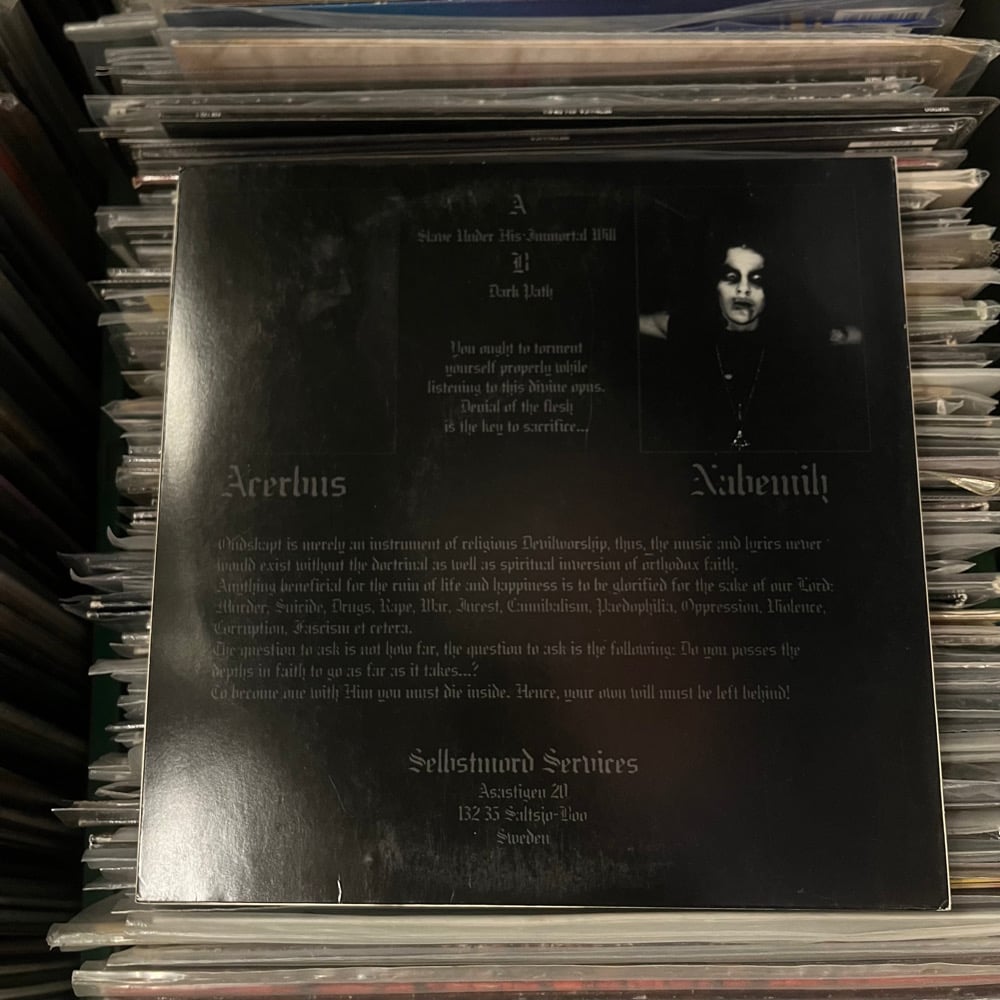 A
Slave Under His Immortal Will
B
Dark Path
You ought to torment
yourself properly while
listening to this divine opus.
Denial of the flesh
is the key to sacrifice...
Acerbus
Nabemih
Ondskapt is merely an instrument of religious Devilworship, thus, the music and lyrics never
would exist without the doctrinal as well as spiritual inversion of orthodox faith.
Anything beneficial for the ruin of life and happiness is to be glorified for the sake of our Lord:
Murder, Suicide, Drugs, Rape, War, Incest, Cannibalism, Paedophilia, Oppression, Violence,
Corruption, Fascism et cetera.
The question to ask is not how far, the question to ask is the following: Do you posses the
depths in faith to go as far as it takes...?
To become one with Him you must die inside. Hence, your own will must be left behind!
Selbstmord Services
Asastigen 20
132 35 Saltsjo-Boo
Sweden